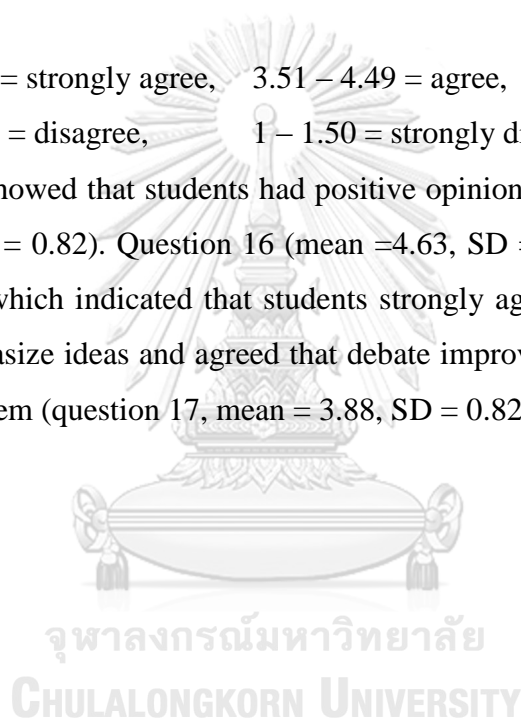 = strongly agree, 3.51 – 4.49 = agree,
= disagree, 1 – 1.50 = strongly
howed that students had positive opinion
= 0.82). Question 16 (mean =4.63, SD =
which indicated that students strongly
asize ideas and agreed that debate
em (question 17, mean = 3.88, SD = 0.82
จุฬาลงกรณ์มหาวิทยาลัย
CHULALONGKORN UNIVERSITY